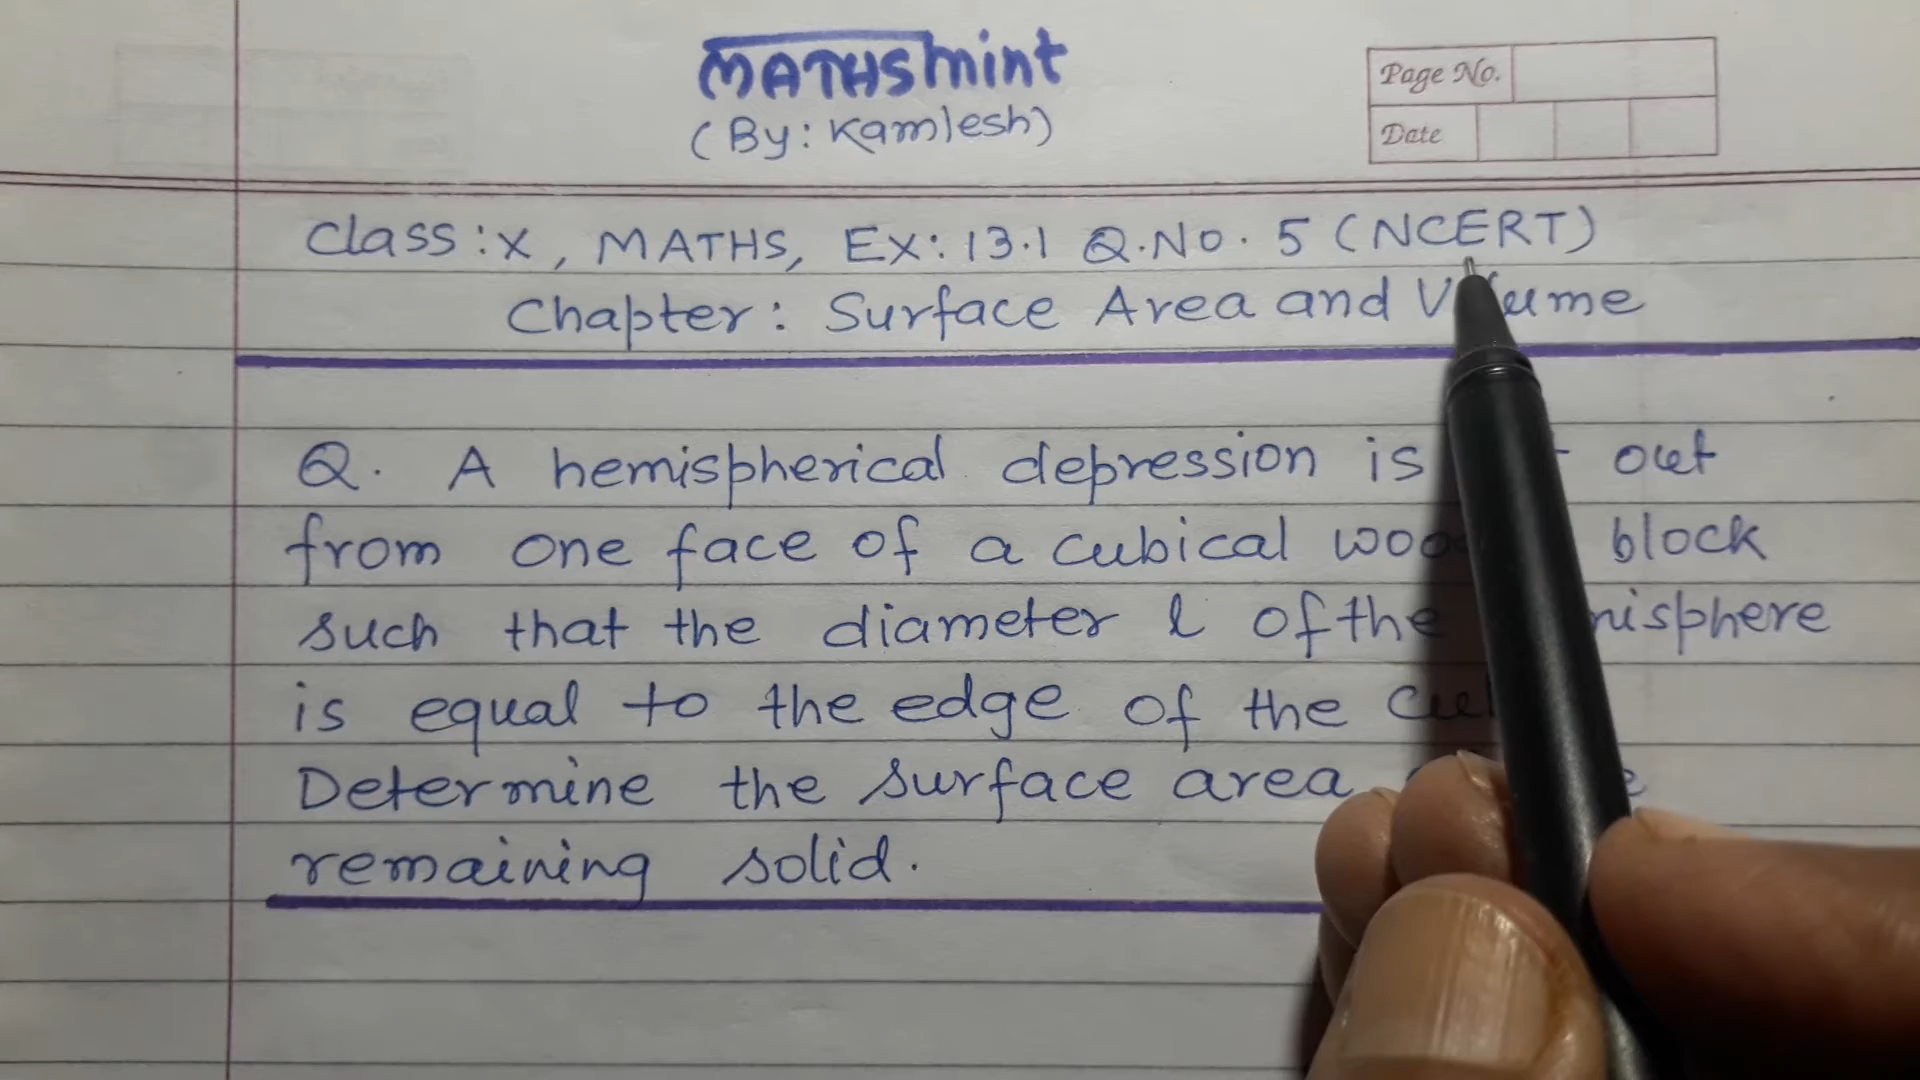 MATHSmint
(By: Kamlesh)
Page No.
Date
Class: X, MATHS, Ex: 13.1 Q.No. 5 (NCERT)
Chapter: Surface Area and
Q. A hemispherical depression is out
from one face of a cubical block
such that the diameter l of the
is equal to the edge of the
Determine the surface area
remaining solid.